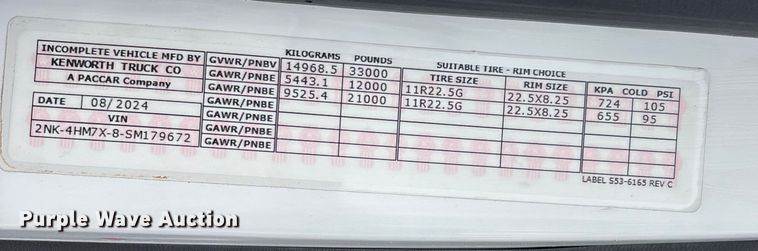 INCOMPLETE VEHICLE MFD BY
KENWORTH TRUCK CO
A PACCAR Company
DATE 08/2024
VIN
2NK-4HM7X-8-SM179672
KILOGRAMS POUNDS SUITABLE TIRE - RIM CHOICE
TIRE SIZE RIM SIZE KPA COLD PSI
GVWR/PNBV 14968.5 33000
GAWR/PNBE 5443.1 12000 11R22.5G 22.5X8.25 724 105
GAWR/PNBE 9525.4 21000 11R22.5G 22.5X8.25 655 95
GAWR/PNBE
GAWR/PNBE
GAWR/PNBE
LABEL S53-6165 REV C
Purple Wave Auction